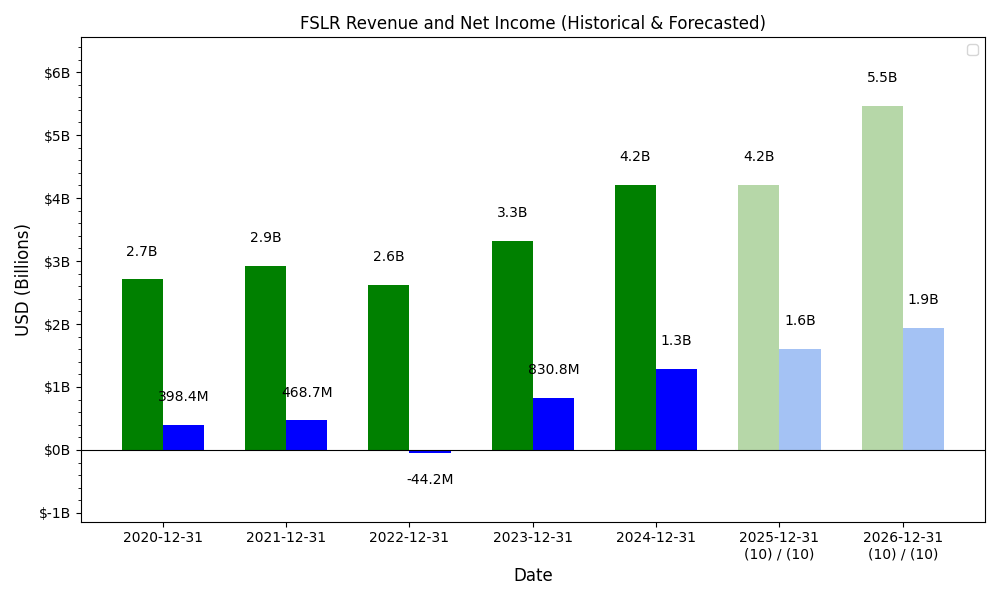 FSLR Revenue and Net Income (Historical & Forecasted)
$6B
$5B
$4B
$3B
$2B
$1B
$0B
$-1B
USD (Billions)
2.7B
398.4M
2.9B
468.7M
2.6B
-44.2M
3.3B
830.8M
4.2B
1.3B
4.2B
1.6B
5.5B
1.9B
2020-12-31
2021-12-31
2022-12-31
2023-12-31
2024-12-31
2025-12-31
(10) / (10)
2026-12-31
(10) / (10)
Date